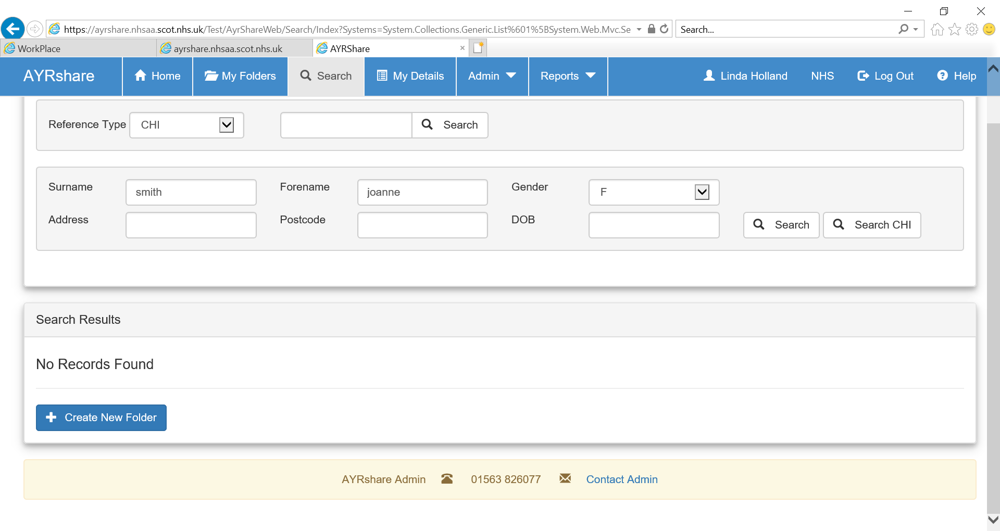 https://ayrshare.nhsaa.scot.nhs.uk/Test/AyrShareWeb/Search/Index?Systems=System.Collections.Generic.List%601%5BSystem.Web.Mvc.Se
Search...
WorkPlace
ayrshare.nhsaa.scot.nhs.uk
AYRShare
AYRshare
Home
My Folders
Search
My Details
Admin
Reports
Linda Holland
NHS
Log Out
Help
Reference Type
CHI
Search
Surname
smith
Forename
joanne
Gender
F
Address
Postcode
DOB
Search
Search CHI
Search Results
No Records Found
Create New Folder
AYRshare Admin
01563 826077
Contact Admin